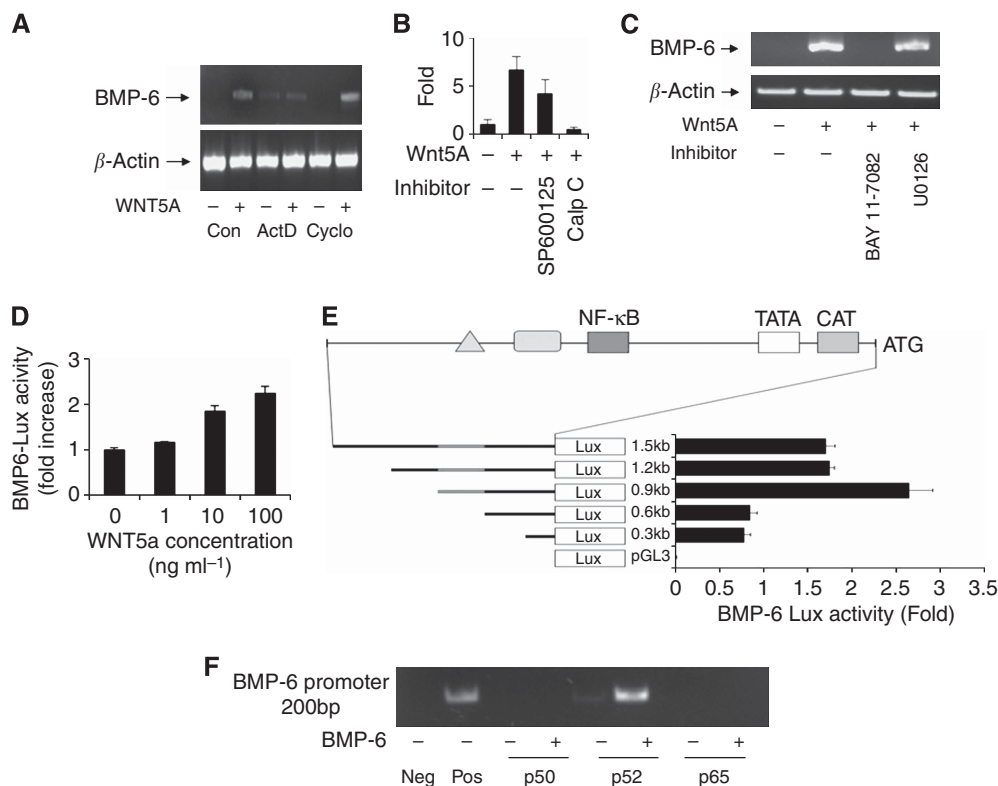 A
BMP-6
β-Actin
WNT5A
– + – + – +
Con ActD Cyclo
B
10
5
0
Fold
Wnt5A
– + + +
Inhibitor
– –
SP600125
Calp C
C
BMP-6
β-Actin
Wnt5A
– + + +
Inhibitor
– –
BAY 11-7082
U0126
D
BMP6-Lux acivity
(fold increase)
3
2
1
0
0 1 10 100
WNT5a concentration
(ng ml–1)
E
NF-κB TATA CAT
ATG
Lux 1.5kb
Lux 1.2kb
Lux 0.9kb
Lux 0.6kb
Lux 0.3kb
Lux pGL3
0 0.5 1 1.5 2 2.5 3 3.5
BMP-6 Lux activity (Fold)
F
BMP-6 promoter
200bp
BMP-6
– – – + – + – +
Neg Pos p50 p52 p65